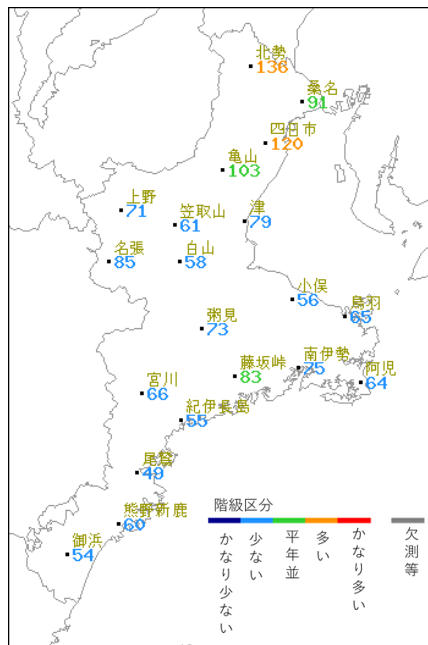 北勢
136
桑名
91
四日市
120
亀山
103
上野
71
笠取山
61
津
79
名張
85
白山
58
小俣
56
鳥羽
65
粥見
73
藤坂峠
83
南伊勢
75
阿児
64
宮川
66
紀伊長島
55
尾鷲
49
熊野新鹿
60
御浜
54
階級区分
かなり少ない
少ない
平年並
多い
かなり多い
欠測等